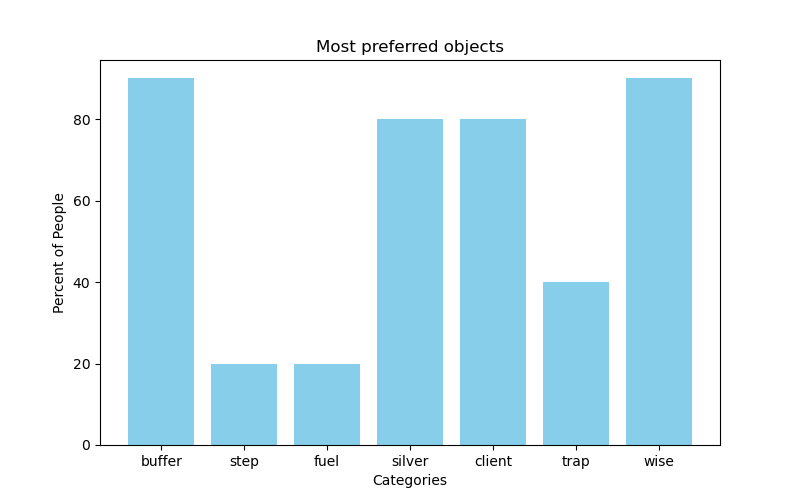 Most preferred objects
Percent of People
80
60
40
20
0
buffer step fuel silver client trap wise
Categories